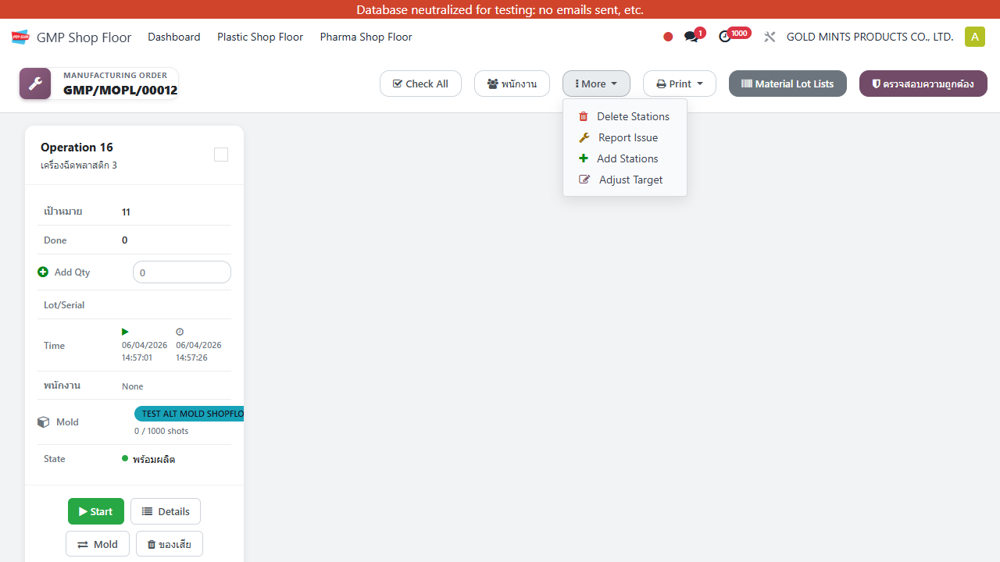 Database neutralized for testing: no emails sent, etc.
GMP Shop Floor Dashboard Plastic Shop Floor Pharma Shop Floor 1 1000 GOLD MINTS PRODUCTS CO., LTD. A
MANUFACTURING ORDER
GMP/MOPL/00012
Check All พนักงาน More Print Material Lot Lists ตรวจสอบความถูกต้อง
Delete Stations
Report Issue
Add Stations
Adjust Target
Operation 16
เครื่องฉีดพลาสติก 3
เป้าหมาย 11
Done 0
Add Qty 0
Lot/Serial
Time 06/04/2026 14:57:01 06/04/2026 14:57:26
พนักงาน None
Mold TEST ALT MOLD SHOPFLO
0 / 1000 shots
State พร้อมผลิต
Start Details
Mold ของเสีย